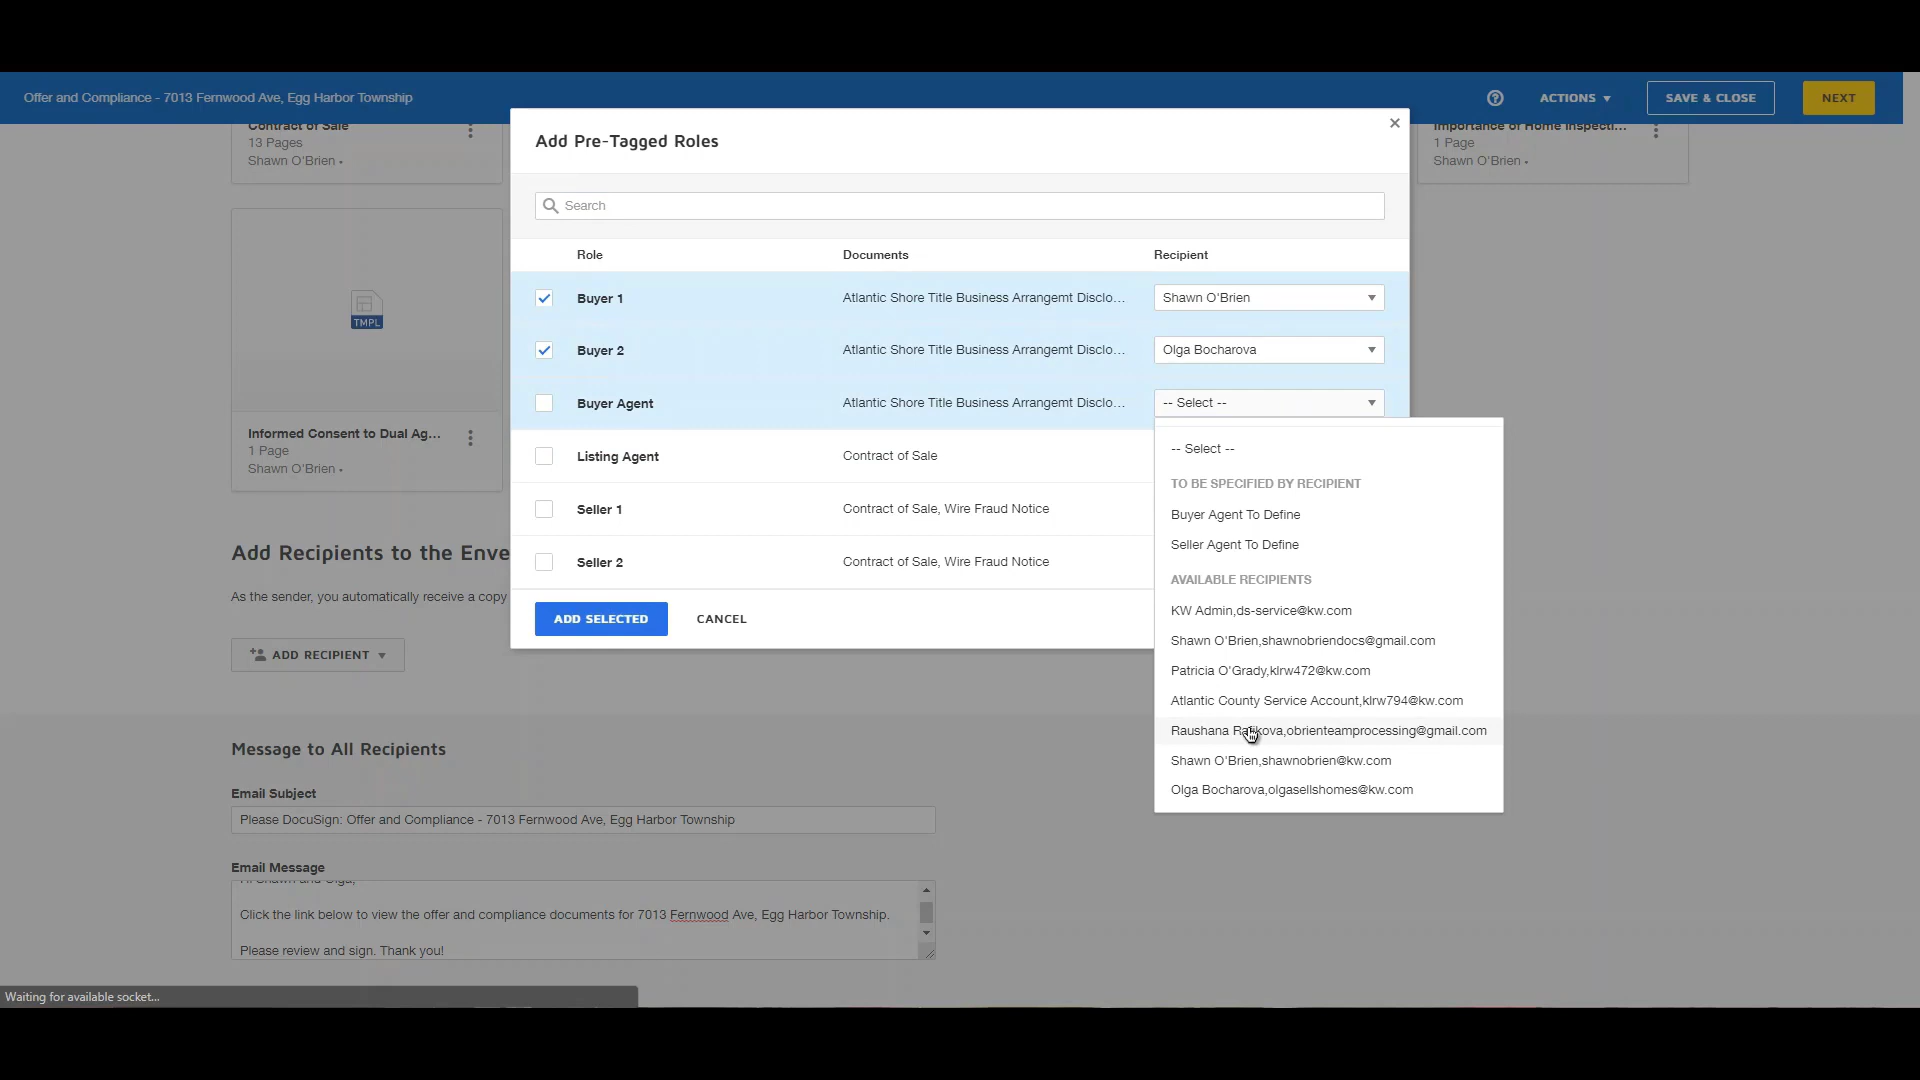 Offer and Compliance - 7013 Fernwood Ave, Egg Harbor Township
ACTIONS
SAVE & CLOSE
NEXT
Contract of Sale
13 Pages
Shawn O'Brien
Importance of Home Inspecti...
1 Page
Shawn O'Brien
TMPL
Informed Consent to Dual Ag...
1 Page
Shawn O'Brien
Add Pre-Tagged Roles
Search
Role Documents Recipient
Buyer 1 Atlantic Shore Title Business Arrangemt Disclo... Shawn O'Brien
Buyer 2 Atlantic Shore Title Business Arrangemt Disclo... Olga Bocharova
Buyer Agent Atlantic Shore Title Business Arrangemt Disclo... -- Select --
Listing Agent Contract of Sale
Seller 1 Contract of Sale, Wire Fraud Notice
Seller 2 Contract of Sale, Wire Fraud Notice
ADD SELECTED CANCEL
-- Select --
TO BE SPECIFIED BY RECIPIENT
Buyer Agent To Define
Seller Agent To Define
AVAILABLE RECIPIENTS
KW Admin,ds-service@kw.com
Shawn O'Brien,shawnobriendocs@gmail.com
Patricia O'Grady,klrw472@kw.com
Atlantic County Service Account,klrw794@kw.com
Raushana obrienteamprocessing@gmail.com
Shawn O'Brien,shawnobrien@kw.com
Olga Bocharova,olgasellshomes@kw.com
Add Recipients to the Enve
As the sender, you automatically receive a copy
ADD RECIPIENT
Message to All Recipients
Email Subject
Please DocuSign: Offer and Compliance - 7013 Fernwood Ave, Egg Harbor Township
Email Message
Hi Shawn and Olga,
Click the link below to view the offer and compliance documents for 7013 Fernwood Ave, Egg Harbor Township.
Please review and sign. Thank you!
Waiting for available socket...